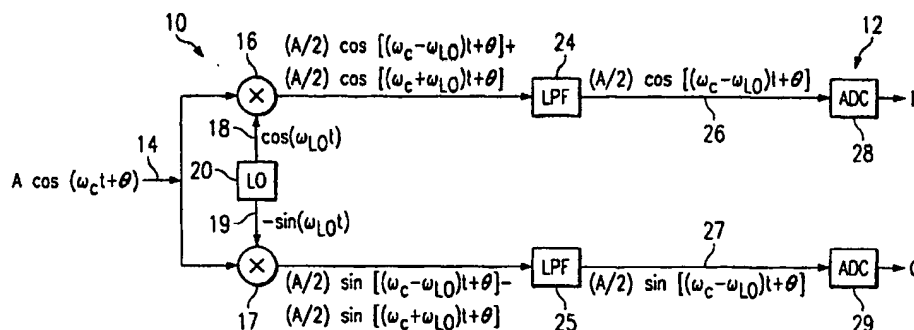 10
16
(A/2) cos [(ω_c−ω_LO)t+θ]+
(A/2) cos [(ω_c+ω_LO)t+θ]
24
LPF
(A/2) cos [(ω_c−ω_LO)t+θ]
26
12
ADC
28
18
cos(ω_LO t)
14
A cos (ω_c t+θ)
20
LO
19
−sin(ω_LO t)
17
(A/2) sin [(ω_c−ω_LO)t+θ]−
(A/2) sin [(ω_c+ω_LO)t+θ]
LPF
25
(A/2) sin [(ω_c−ω_LO)t+θ]
27
ADC
29